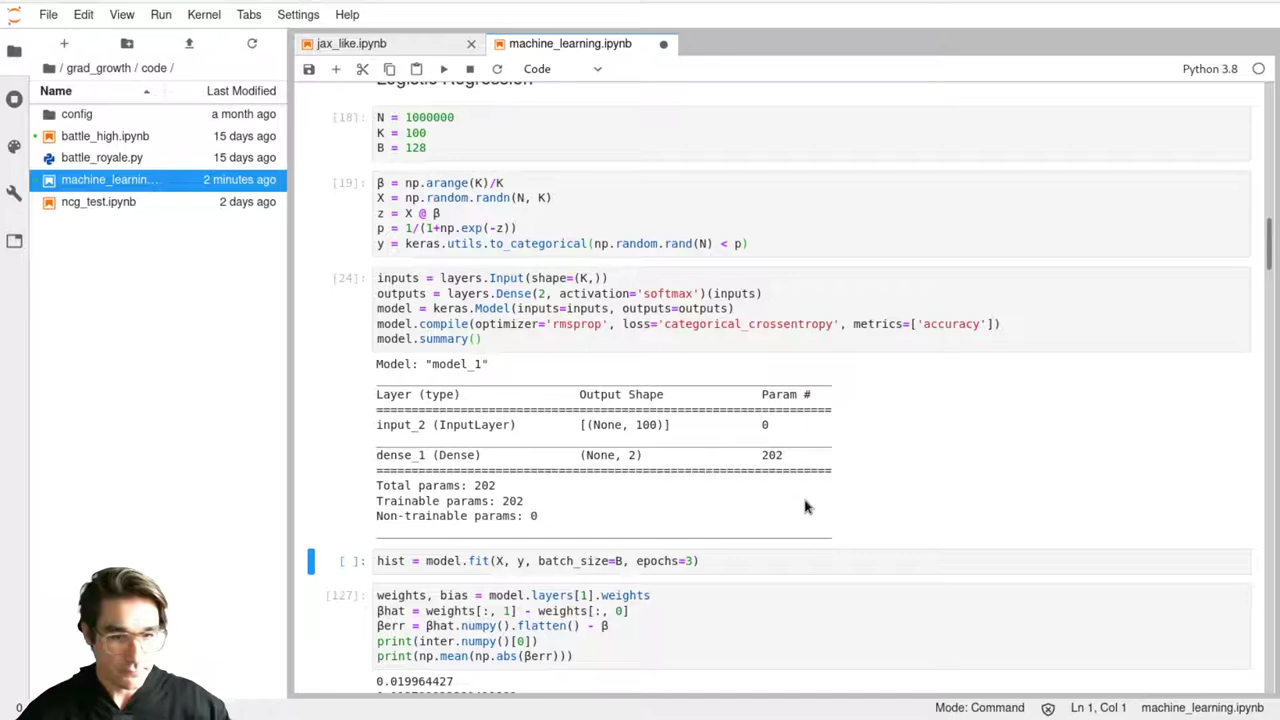 File Edit View Run Kernel Tabs Settings Help
jax_like.ipynb
machine_learning.ipynb
Code
Python 3.8
/ grad_growth / code /
Name Last Modified
config a month ago
battle_high.ipynb 15 days ago
battle_royale.py 15 days ago
machine_learnin... 2 minutes ago
ncg_test.ipynb 2 days ago
Logistic Regression
[18]: N = 1000000
K = 100
B = 128
[19]: β = np.arange(K)/K
X = np.random.randn(N, K)
z = X @ β
p = 1/(1+np.exp(-z))
y = keras.utils.to_categorical(np.random.rand(N) < p)
[24]: inputs = layers.Input(shape=(K,))
outputs = layers.Dense(2, activation='softmax')(inputs)
model = keras.Model(inputs=inputs, outputs=outputs)
model.compile(optimizer='rmsprop', loss='categorical_crossentropy', metrics=['accuracy'])
model.summary()
Model: "model_1"
Layer (type) Output Shape Param #
input_2 (InputLayer) [(None, 100)] 0
dense_1 (Dense) (None, 2) 202
Total params: 202
Trainable params: 202
Non-trainable params: 0
[ ]: hist = model.fit(X, y, batch_size=B, epochs=3)
[127]: weights, bias = model.layers[1].weights
βhat = weights[:, 1] - weights[:, 0]
βerr = βhat.numpy().flatten() - β
print(inter.numpy()[0])
print(np.mean(np.abs(βerr)))
0.019964427
0
Mode: Command
Ln 1, Col 1
machine_learning.ipynb